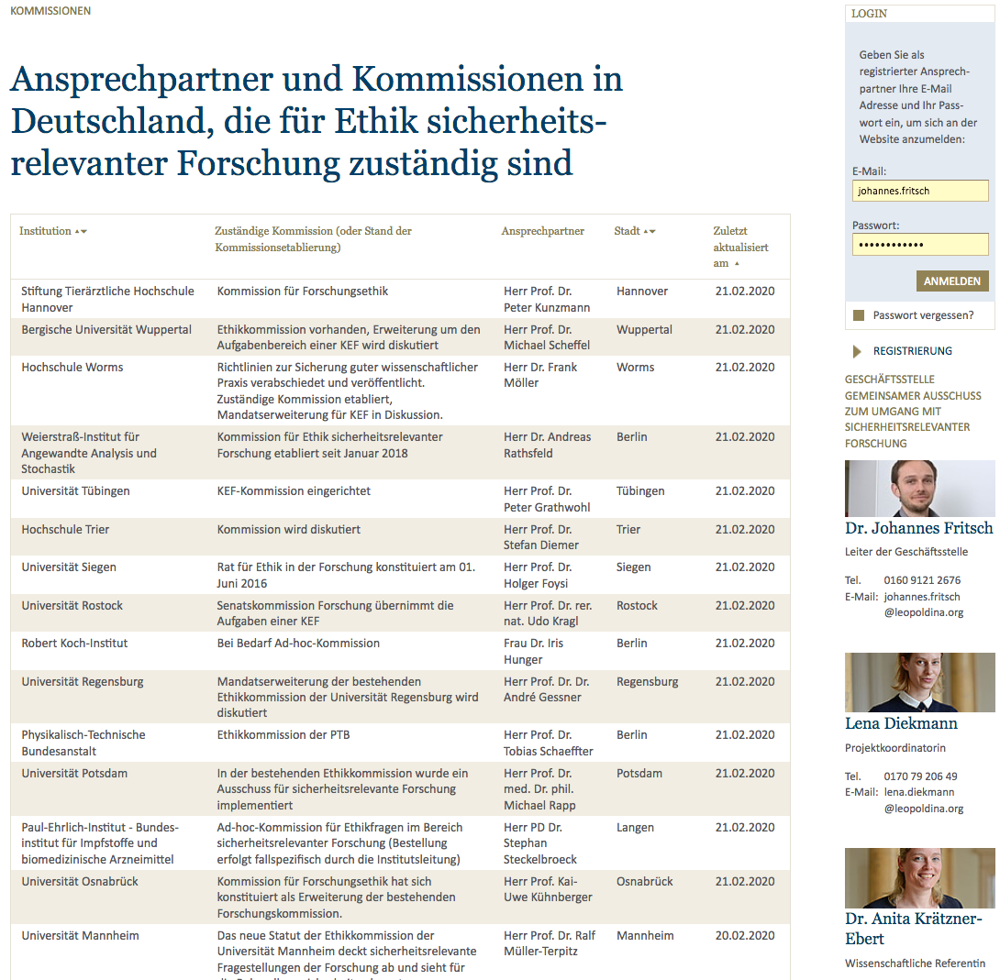 KOMMISSIONEN
Ansprechpartner und Kommissionen in
Deutschland, die für Ethik sicherheits-
relevanter Forschung zuständig sind
Institution
Zuständige Kommission (oder Stand der
Kommissionsetablierung)
Ansprechpartner
Stadt
Zuletzt
aktualisiert
am
Stiftung Tierärztliche Hochschule
Hannover
Kommission für Forschungsethik
Herr Prof. Dr.
Peter Kunzmann
Hannover
21.02.2020
Bergische Universität Wuppertal
Ethikkommission vorhanden, Erweiterung um den
Aufgabenbereich einer KEF wird diskutiert
Herr Prof. Dr.
Michael Scheffel
Wuppertal
21.02.2020
Hochschule Worms
Richtlinien zur Sicherung guter wissenschaftlicher
Praxis verabschiedet und veröffentlicht.
Zuständige Kommission etabliert,
Mandatserweiterung für KEF in Diskussion.
Herr Dr. Frank
Möller
Worms
21.02.2020
Weierstraß-Institut für
Angewandte Analysis und
Stochastik
Kommission für Ethik sicherheitsrelevanter
Forschung etabliert seit Januar 2018
Herr Dr. Andreas
Rathsfeld
Berlin
21.02.2020
Universität Tübingen
KEF-Kommission eingerichtet
Herr Prof. Dr.
Peter Grathwohl
Tübingen
21.02.2020
Hochschule Trier
Kommission wird diskutiert
Herr Prof. Dr.
Stefan Diemer
Trier
21.02.2020
Universität Siegen
Rat für Ethik in der Forschung konstituiert am 01.
Juni 2016
Herr Prof. Dr.
Holger Foysi
Siegen
21.02.2020
Universität Rostock
Senatskommission Forschung übernimmt die
Aufgaben einer KEF
Herr Prof. Dr. rer.
nat. Udo Kragl
Rostock
21.02.2020
Robert Koch-Institut
Bei Bedarf Ad-hoc-Kommission
Frau Dr. Iris
Hunger
Berlin
21.02.2020
Universität Regensburg
Mandatserweiterung der bestehenden
Ethikkommission der Universität Regensburg wird
diskutiert
Herr Prof. Dr. Dr.
André Gessner
Regensburg
21.02.2020
Physikalisch-Technische
Bundesanstalt
Ethikkommission der PTB
Herr Prof. Dr.
Tobias Schaeffter
Berlin
21.02.2020
Universität Potsdam
In der bestehenden Ethikkommission wurde ein
Ausschuss für sicherheitsrelevante Forschung
implementiert
Herr Prof. Dr.
med. Dr. phil.
Michael Rapp
Potsdam
21.02.2020
Paul-Ehrlich-Institut - Bundes-
institut für Impfstoffe und
biomedizinische Arzneimittel
Ad-hoc-Kommission für Ethikfragen im Bereich
sicherheitsrelevanter Forschung (Bestellung
erfolgt fallspezifisch durch die Institutsleitung)
Herr PD Dr.
Stephan
Steckelbroeck
Langen
21.02.2020
Universität Osnabrück
Kommission für Forschungsethik hat sich
konstituiert als Erweiterung der bestehenden
Forschungskommission.
Herr Prof. Kai-
Uwe Kühnberger
Osnabrück
21.02.2020
Universität Mannheim
Das neue Statut der Ethikkommission der
Universität Mannheim deckt sicherheitsrelevante
Fragestellungen der Forschung ab und sieht für
Herr Prof. Dr. Ralf
Müller-Terpitz
Mannheim
20.02.2020
LOGIN
Geben Sie als
registrierter Ansprech-
partner Ihre E-Mail
Adresse und Ihr Pass-
wort ein, um sich an der
Website anzumelden:
E-Mail:
johannes.fritsch
Passwort:
••••••••••••
ANMELDEN
Passwort vergessen?
REGISTRIERUNG
GESCHÄFTSSTELLE
GEMEINSAMER AUSSCHUSS
ZUM UMGANG MIT
SICHERHEITSRELEVANTER
FORSCHUNG
Dr. Johannes Fritsch
Leiter der Geschäftsstelle
Tel. 0160 9121 2676
E-Mail: johannes.fritsch
@leopoldina.org
Lena Diekmann
Projektkoordinatorin
Tel. 0170 79 206 49
E-Mail: lena.diekmann
@leopoldina.org
Dr. Anita Krätzner-
Ebert
Wissenschaftliche Referentin